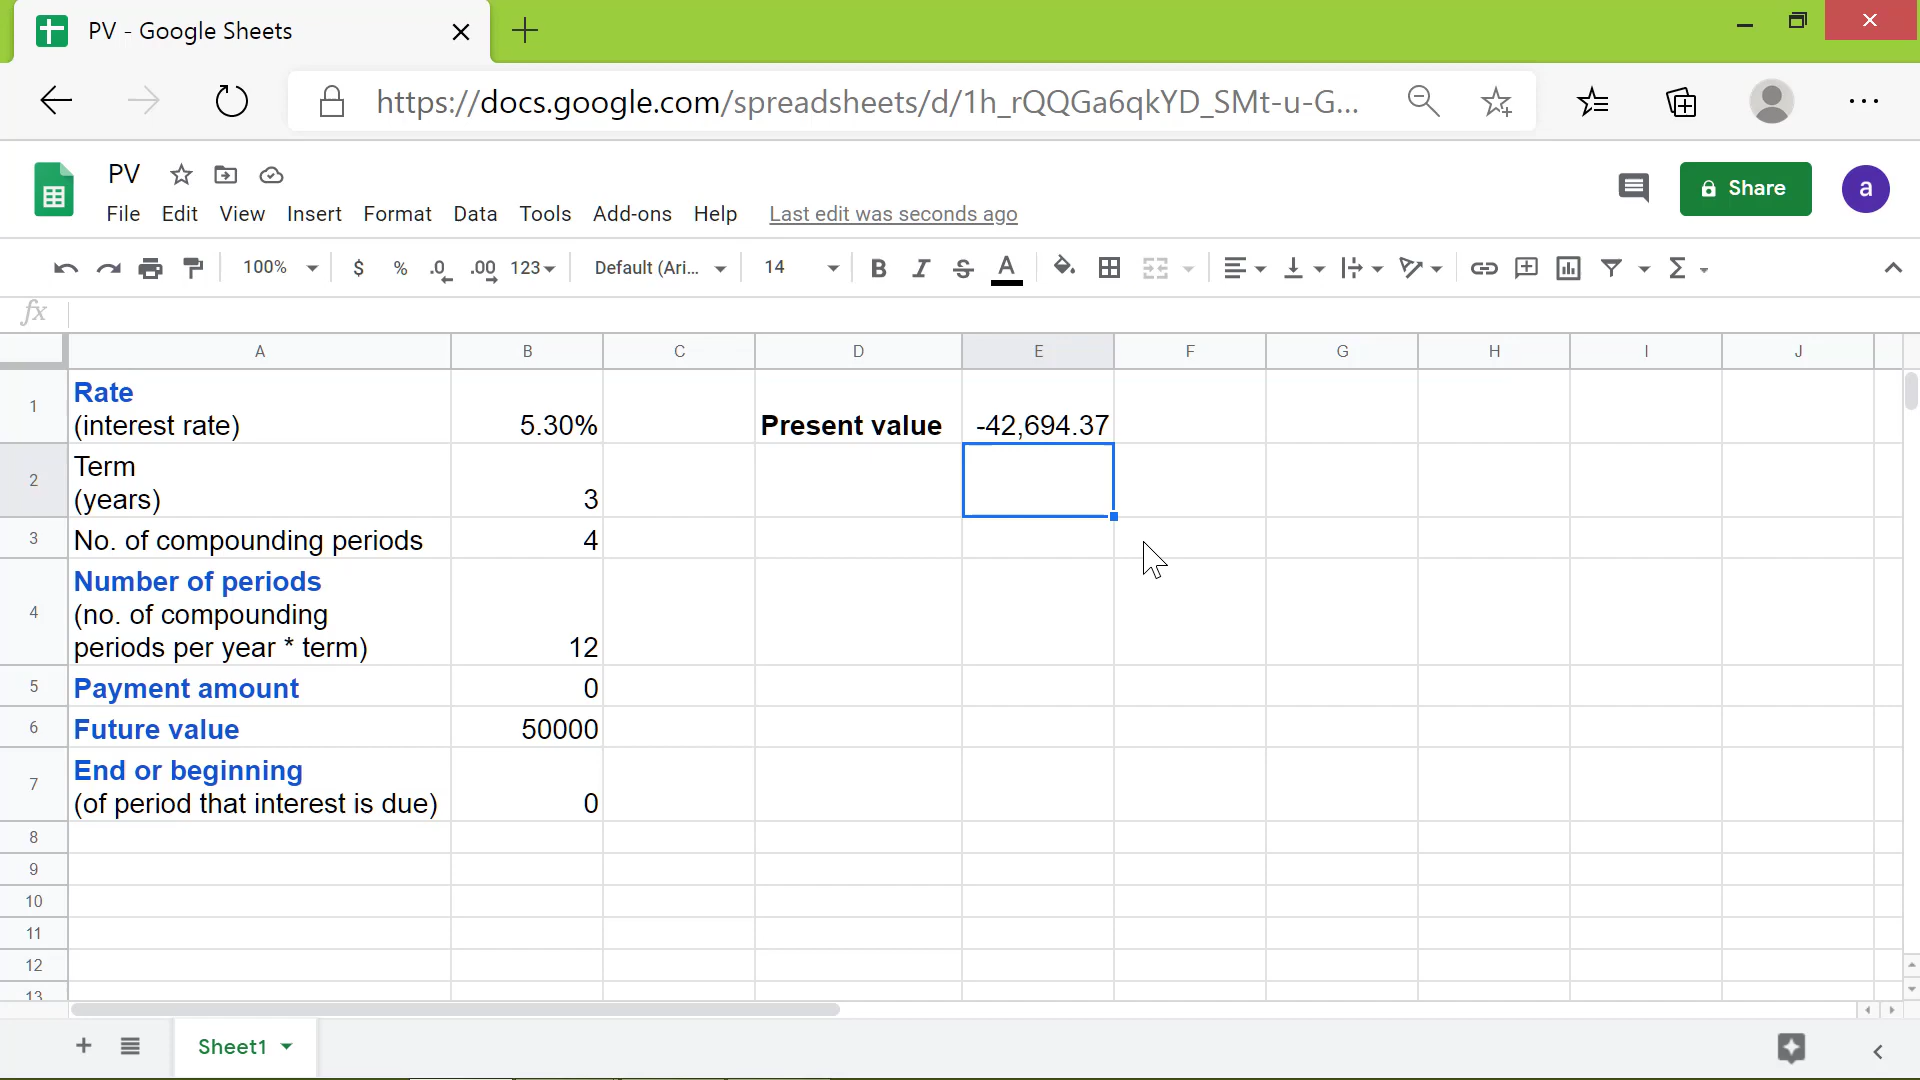 PV - Google Sheets
https://docs.google.com/spreadsheets/d/1h_rQQGa6qkYD_SMt-u-G...
PV
File Edit View Insert Format Data Tools Add-ons Help Last edit was seconds ago
Share
a
100% $ % .0 .00 123 Default (Ari... 14 B I S A Σ
fx
A B C D E F G H I J
1 Rate
(interest rate) 5.30% Present value -42,694.37
2 Term
(years) 3
3 No. of compounding periods 4
4 Number of periods
(no. of compounding
periods per year * term) 12
5 Payment amount 0
6 Future value 50000
7 End or beginning
(of period that interest is due) 0
8
9
10
11
12
13
Sheet1